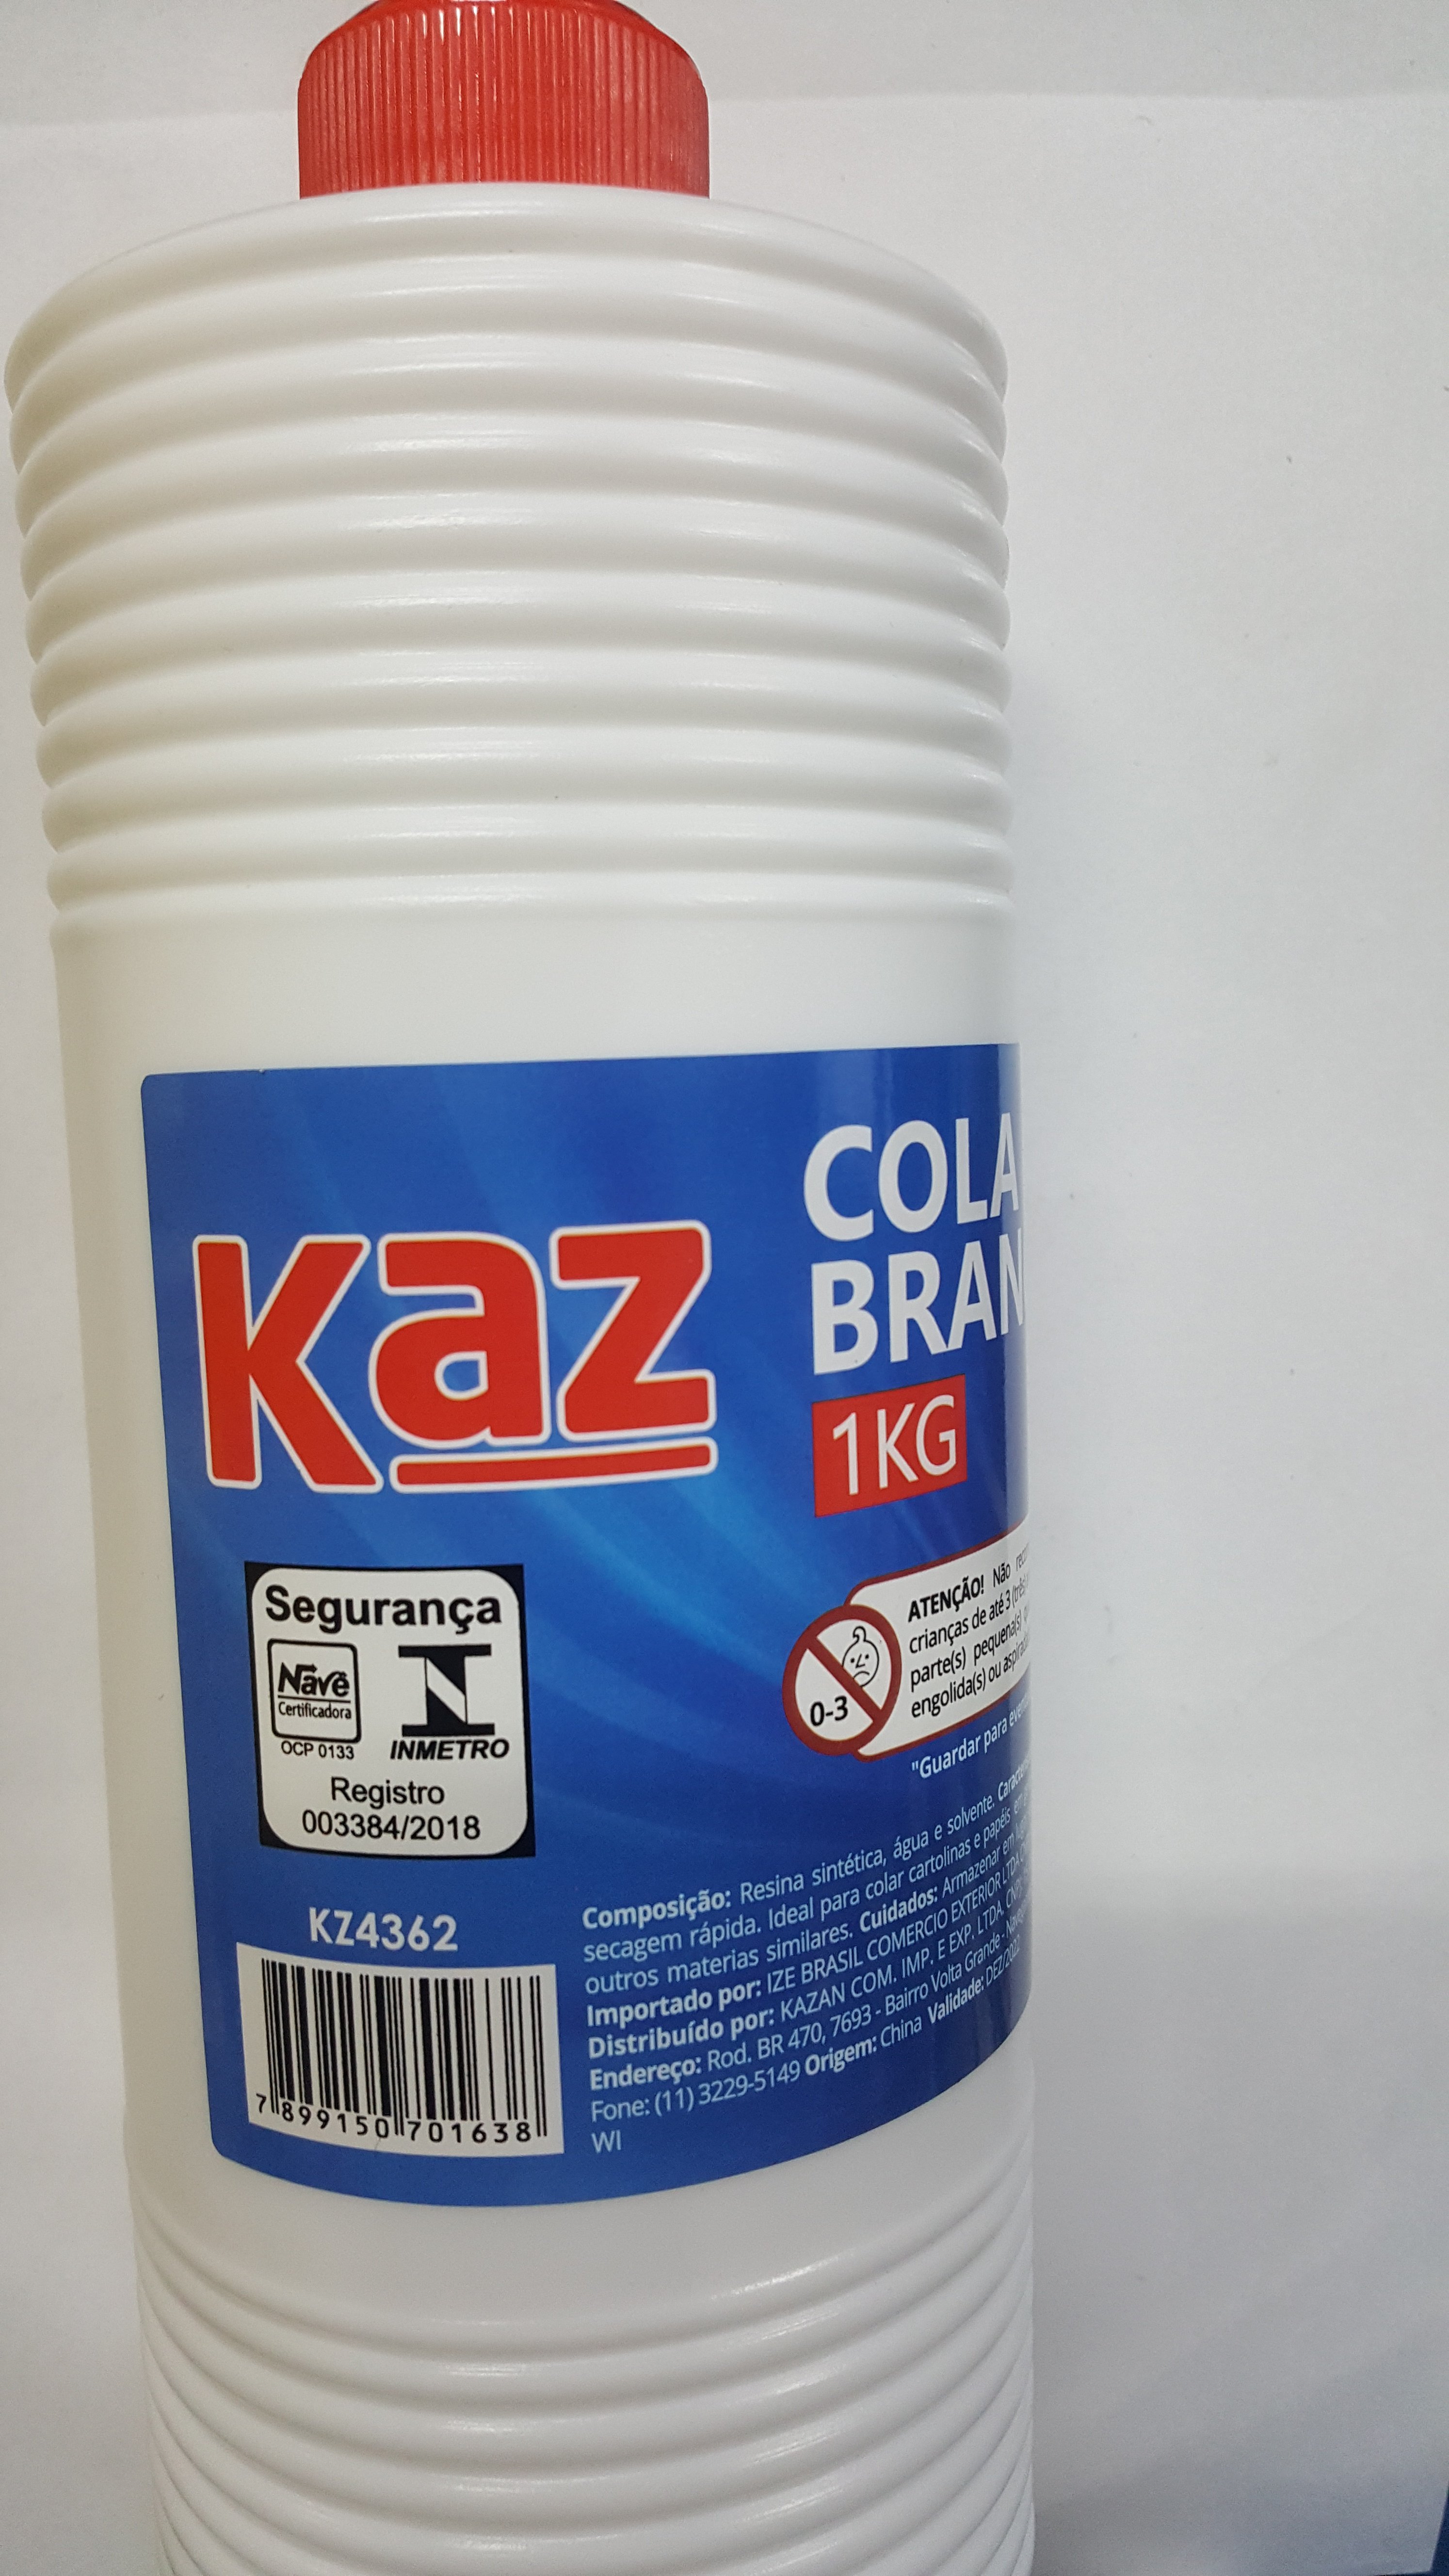 Kaz
COLA
BRAN
1KG
Segurança
Navê
Certificadora
OCP 0133
INMETRO
Registro
003384/2018
ATENÇÃO! Não
crianças de até 3
parte(s) pequena(s)
engolida(s) ou
0-3
"Guardar para
KZ4362
7 899150 701638
Composição: Resina sintética, água e solvente.
secagem rápida. Ideal para colar cartolinas e papéis em
outros materias similares. Cuidados: Armazenar em
Importado por: IZE BRASIL COMERCIO EXTERIOR LTDA
Distribuído por: KAZAN COM. IMP. E EXP. LTDA.
Endereço: Rod. BR 470, 7693 - Bairro Volta Grande -
Fone: (11) 3229-5149 Origem: China Validade: DEZ/2022
WI